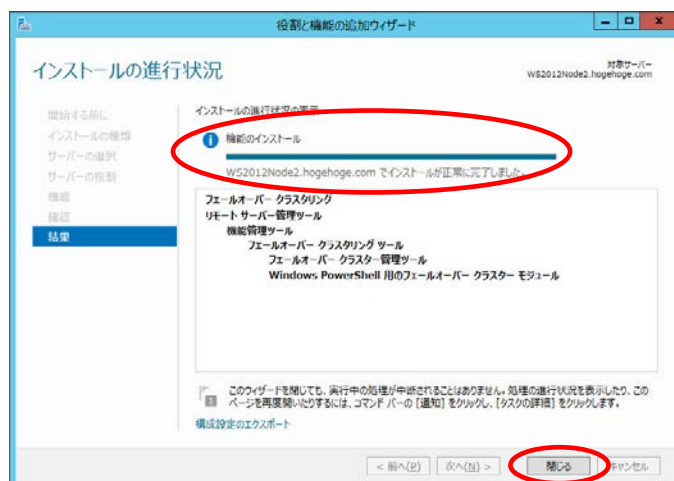 役割と機能の追加ウィザード
インストールの進行状況
対象サーバー
WS2012Node2.hogehoge.com
開始する前に
インストールの種類
サーバーの選択
サーバーの役割
機能
確認
結果
インストールの進行状況の表示
機能のインストール
WS2012Node2.hogehoge.com でインストールが正常に完了しました。
フェールオーバー クラスタリング
リモート サーバー管理ツール
機能管理ツール
フェールオーバー クラスタリング ツール
フェールオーバー クラスター管理ツール
Windows PowerShell 用のフェールオーバー クラスター モジュール
このウィザードを閉じても、実行中の処理が中断されることはありません。処理の進行状況を表示したり、この
ページを再度開いたりするには、コマンド バーの [通知] をクリックし、[タスクの詳細] をクリックします。
構成設定のエクスポート
< 前へ(P) 次へ(N) > 閉じる キャンセル